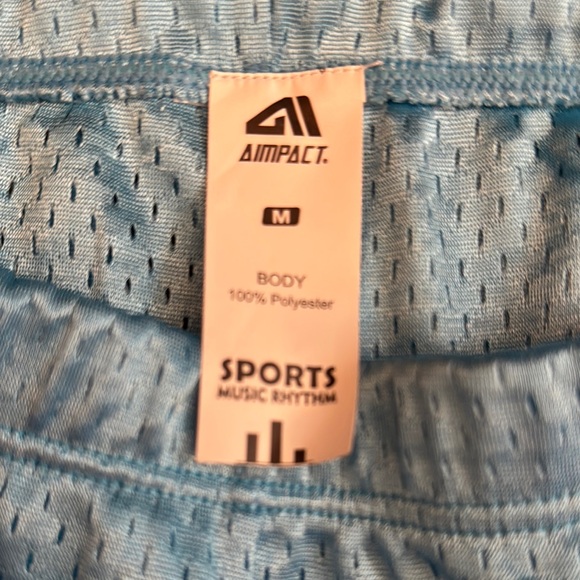 AIMPACT®
M
BODY
100% Polyester
SPORTS
MUSIC RHYTHM